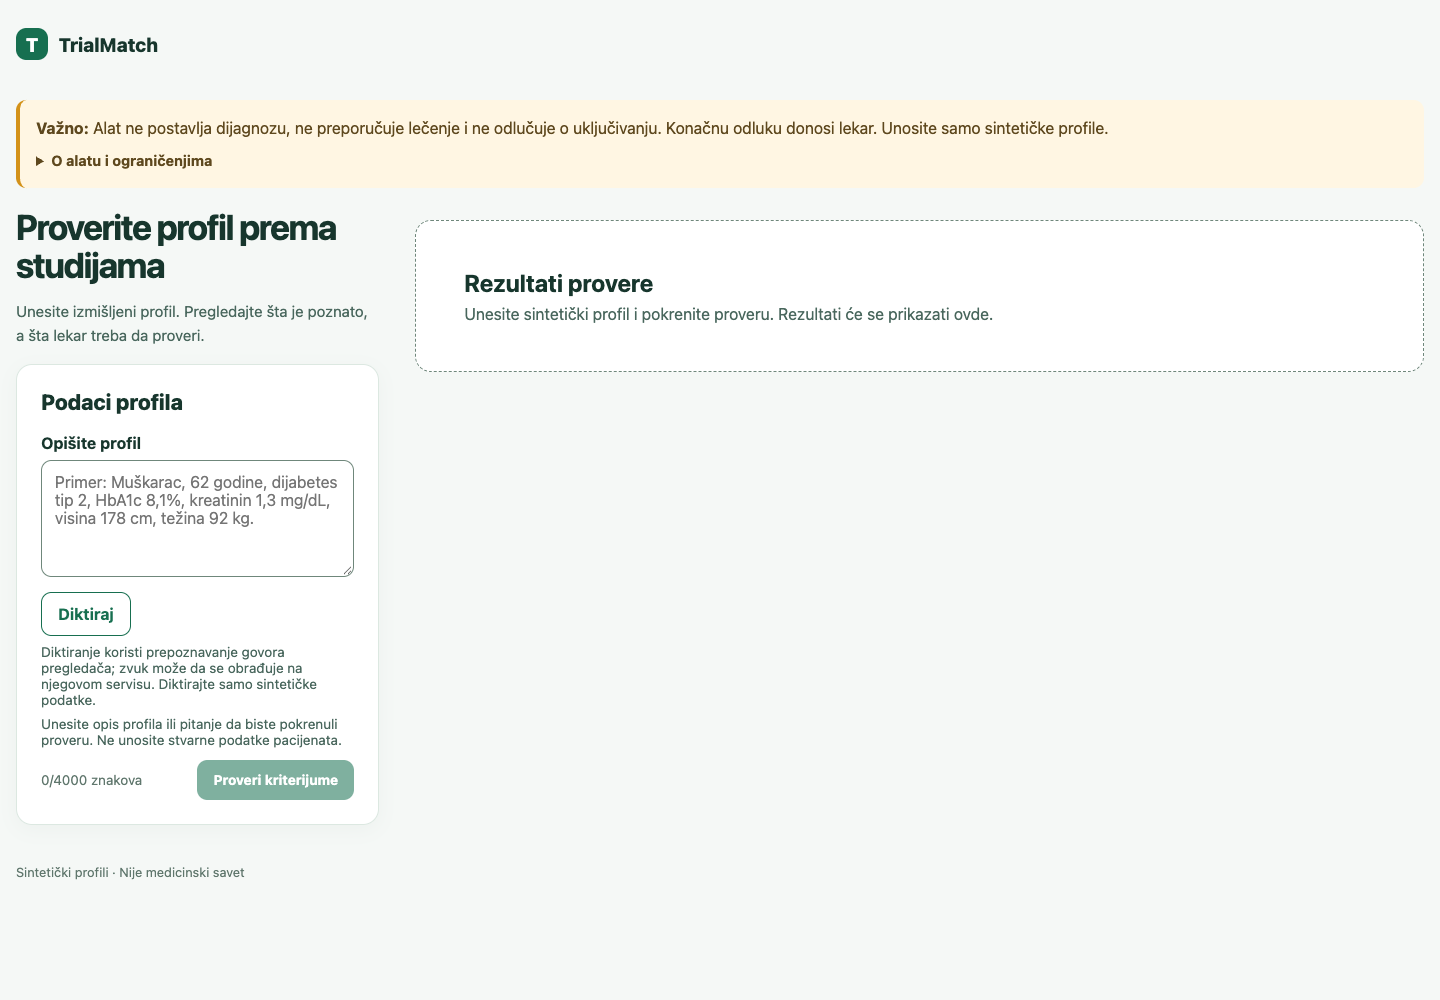 T TrialMatch
Važno: Alat ne postavlja dijagnozu, ne preporučuje lečenje i ne odlučuje o uključivanju. Konačnu odluku donosi lekar. Unosite samo sintetičke profile.
O alatu i ograničenjima
Proverite profil prema
studijama
Unesite izmišljeni profil. Pregledajte šta je poznato,
a šta lekar treba da proveri.
Podaci profila
Opišite profil
Primer: Muškarac, 62 godine, dijabetes
tip 2, HbA1c 8,1%, kreatinin 1,3 mg/dL,
visina 178 cm, težina 92 kg.
Diktiraj
Diktiranje koristi prepoznavanje govora
pregledača; zvuk može da se obrađuje na
njegovom servisu. Diktirajte samo sintetičke
podatke.
Unesite opis profila ili pitanje da biste pokrenuli
proveru. Ne unosite stvarne podatke pacijenata.
0/4000 znakova
Proveri kriterijume
Rezultati provere
Unesite sintetički profil i pokrenite proveru. Rezultati će se prikazati ovde.
Sintetički profili · Nije medicinski savet